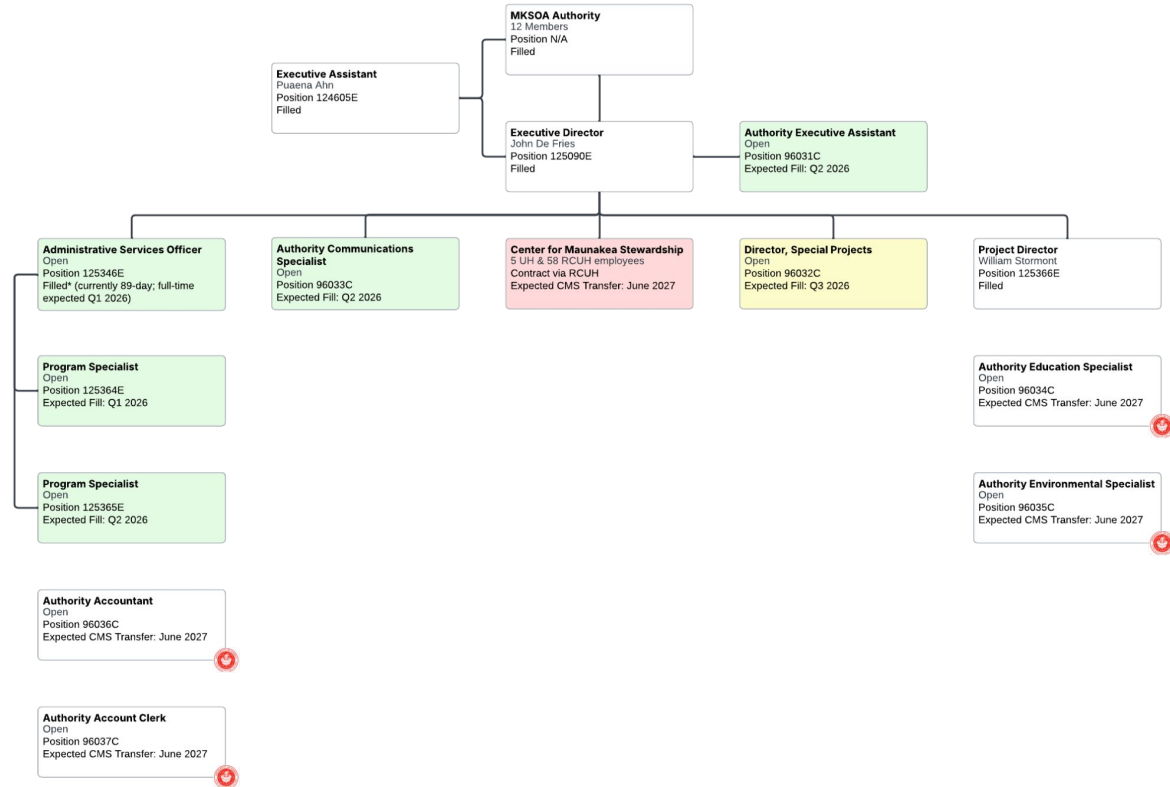 MKSOA Authority
12 Members
Position N/A
Filled
Executive Assistant
Puaena Ahn
Position 124605E
Filled
Executive Director
John De Fries
Position 125090E
Filled
Authority Executive Assistant
Open
Position 96031C
Expected Fill: Q2 2026
Administrative Services Officer
Open
Position 125346E
Filled* (currently 89-day; full-time
expected Q1 2026)
Authority Communications
Specialist
Open
Position 96033C
Expected Fill: Q2 2026
Center for Maunakea Stewardship
5 UH & 58 RCUH employees
Contract via RCUH
Expected CMS Transfer: June 2027
Director, Special Projects
Open
Position 96032C
Expected Fill: Q3 2026
Project Director
William Stormont
Position 125366E
Filled
Program Specialist
Open
Position 125364E
Expected Fill: Q1 2026
Authority Education Specialist
Open
Position 96034C
Expected CMS Transfer: June 2027
Program Specialist
Open
Position 125365E
Expected Fill: Q2 2026
Authority Environmental Specialist
Open
Position 96035C
Expected CMS Transfer: June 2027
Authority Accountant
Open
Position 96036C
Expected CMS Transfer: June 2027
Authority Account Clerk
Open
Position 96037C
Expected CMS Transfer: June 2027